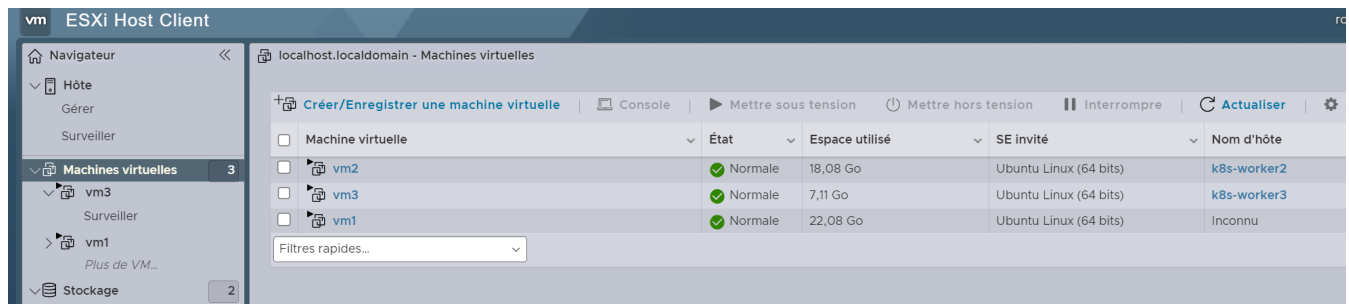 vm ESXi Host Client
Navigateur
localhost.localdomain - Machines virtuelles
Hôte
Gérer
Surveiller
Machines virtuelles 3
vm3
Surveiller
vm1
Plus de VM...
Stockage 2
Créer/Enregistrer une machine virtuelle | Console | Mettre sous tension Mettre hors tension Interrompre | Actualiser |
Machine virtuelle État Espace utilisé SE invité Nom d'hôte
vm2 Normale 18,08 Go Ubuntu Linux (64 bits) k8s-worker2
vm3 Normale 7,11 Go Ubuntu Linux (64 bits) k8s-worker3
vm1 Normale 22,08 Go Ubuntu Linux (64 bits) Inconnu
Filtres rapides...